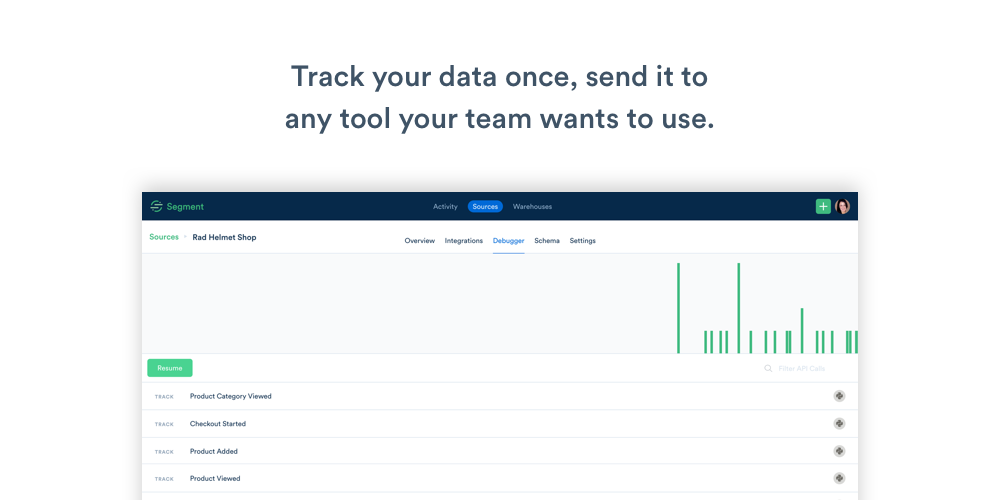 Track your data once, send it to
any tool your team wants to use.
Segment
Activity Sources Warehouses
Sources Rad Helmet Shop
Overview Integrations Debugger Schema Settings
Resume
Filter API Calls
TRACK Product Category Viewed
TRACK Checkout Started
TRACK Product Added
TRACK Product Viewed